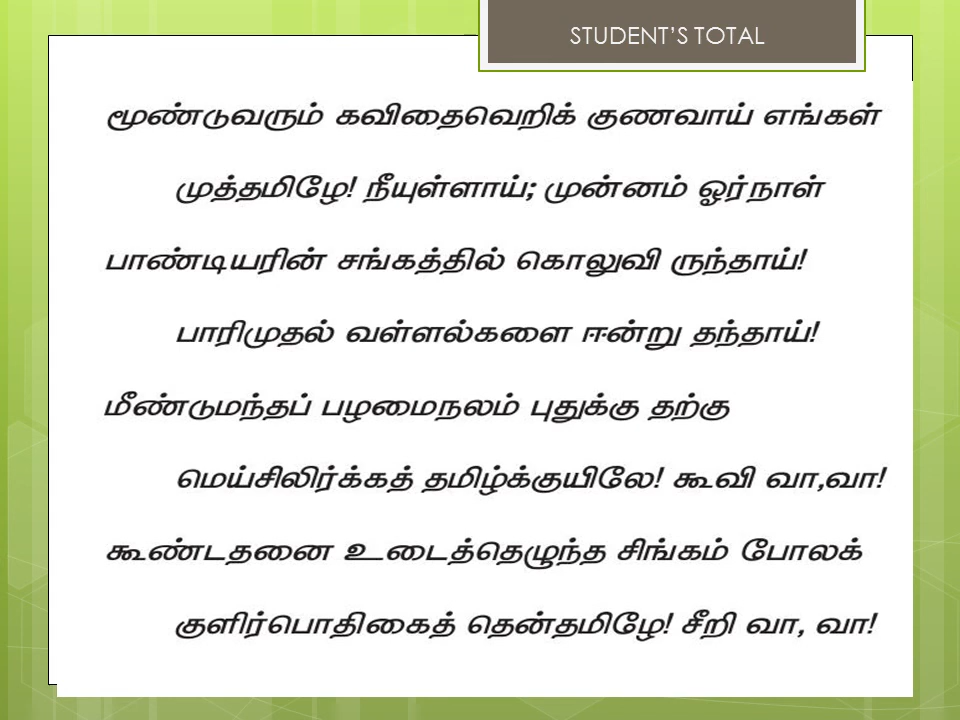 STUDENT’S TOTAL
மூண்டுவரும் கவிதைவெறிக் குணவாய் எங்கள்
முத்தமிழே! நீயுள்ளாய்; முன்னம் ஓர்நாள்
பாண்டியரின் சங்கத்தில் கொலுவி ருந்தாய்!
பாரிமுதல் வள்ளல்களை ஈன்று தந்தாய்!
மீண்டுமந்தப் பழமைநலம் புதுக்கு தற்கு
மெய்சிலிர்க்கத் தமிழ்க்குயிலே! கூவி வா,வா!
கூண்டதனை உடைத்தெழுந்த சிங்கம் போலக்
குளிர்பொதிகைத் தென்தமிழே! சீறி வா, வா!